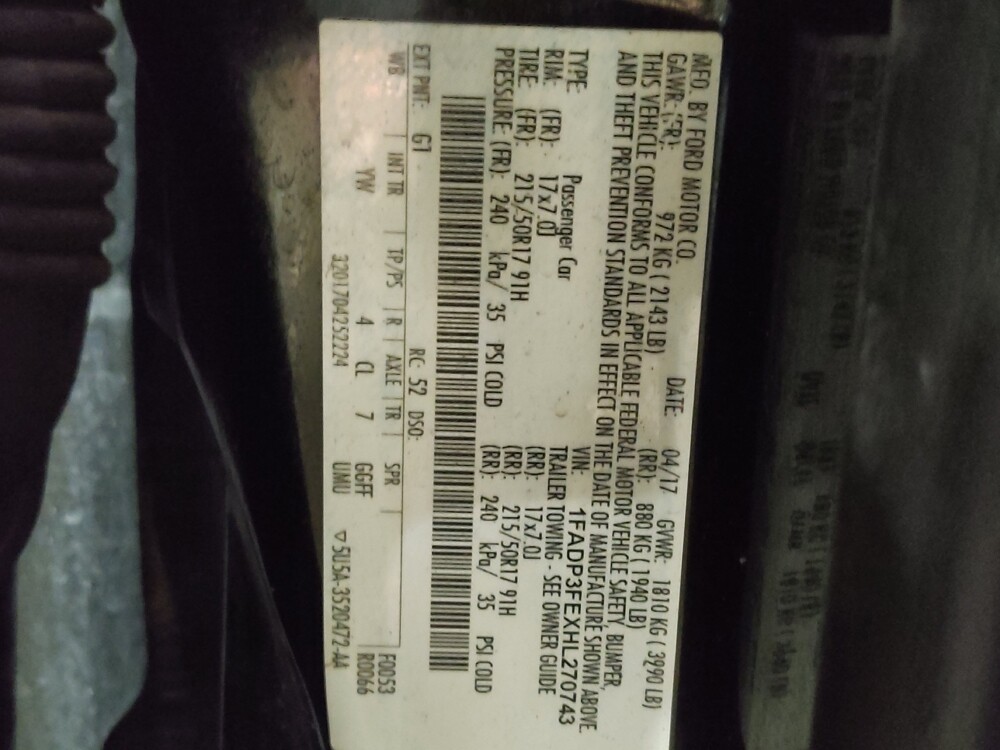 MFD. BY FORD MOTOR CO. DATE: 04/17 GVWR: 1810 KG ( 3990 LB)
GAWR: (FR): 972 KG ( 2143 LB) (RR): 880 KG ( 1940 LB)
THIS VEHICLE CONFORMS TO ALL APPLICABLE FEDERAL MOTOR VEHICLE SAFETY, BUMPER,
AND THEFT PREVENTION STANDARDS IN EFFECT ON THE DATE OF MANUFACTURE SHOWN ABOVE.
VIN: 1FADP3FEXHL270743
TYPE: Passenger Car TRAILER TOWING - SEE OWNER GUIDE
RIM: (FR): 17x7.0J (RR): 17x7.0J
TIRE: (FR): 215/50R17 91H (RR): 215/50R17 91H
PRESSURE: (FR): 240 kPa/ 35 PSI COLD (RR): 240 kPa/ 35 PSI COLD
EXT PNT: G1 RC: 52 DSO: F0053
WB | INT TR | TP/PS | R | AXLE | TR | SPR | R0066
YW 4 CL 7 GGFF
3201704252224 UMU ▽5U5A-3520472-AA